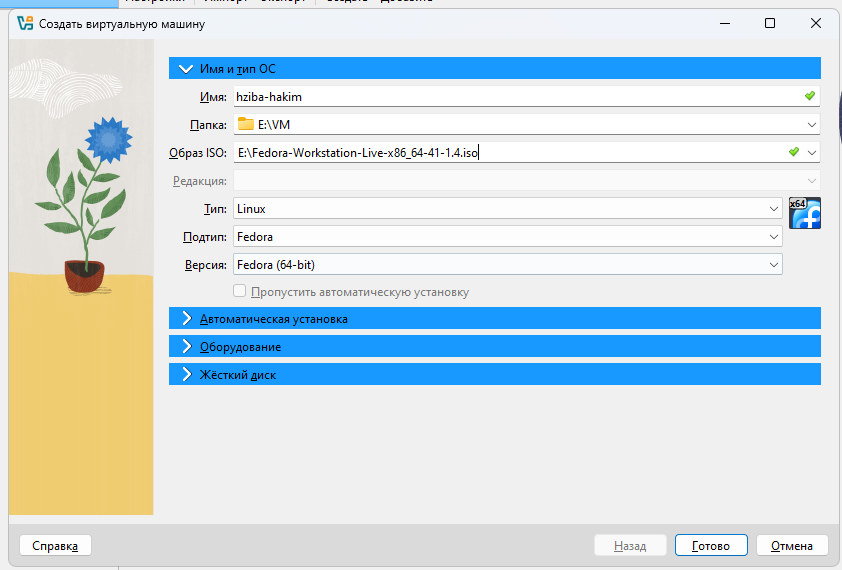 Создать виртуальную машину
Имя и тип ОС
Имя: hziba-hakim
Папка: E:\VM
Образ ISO: E:\Fedora-Workstation-Live-x86_64-41-1.4.iso
Редакция:
Тип: Linux
x64
Подтип: Fedora
Версия: Fedora (64-bit)
Пропустить автоматическую установку
Автоматическая установка
Оборудование
Жёсткий диск
Справка
Назад
Готово
Отмена